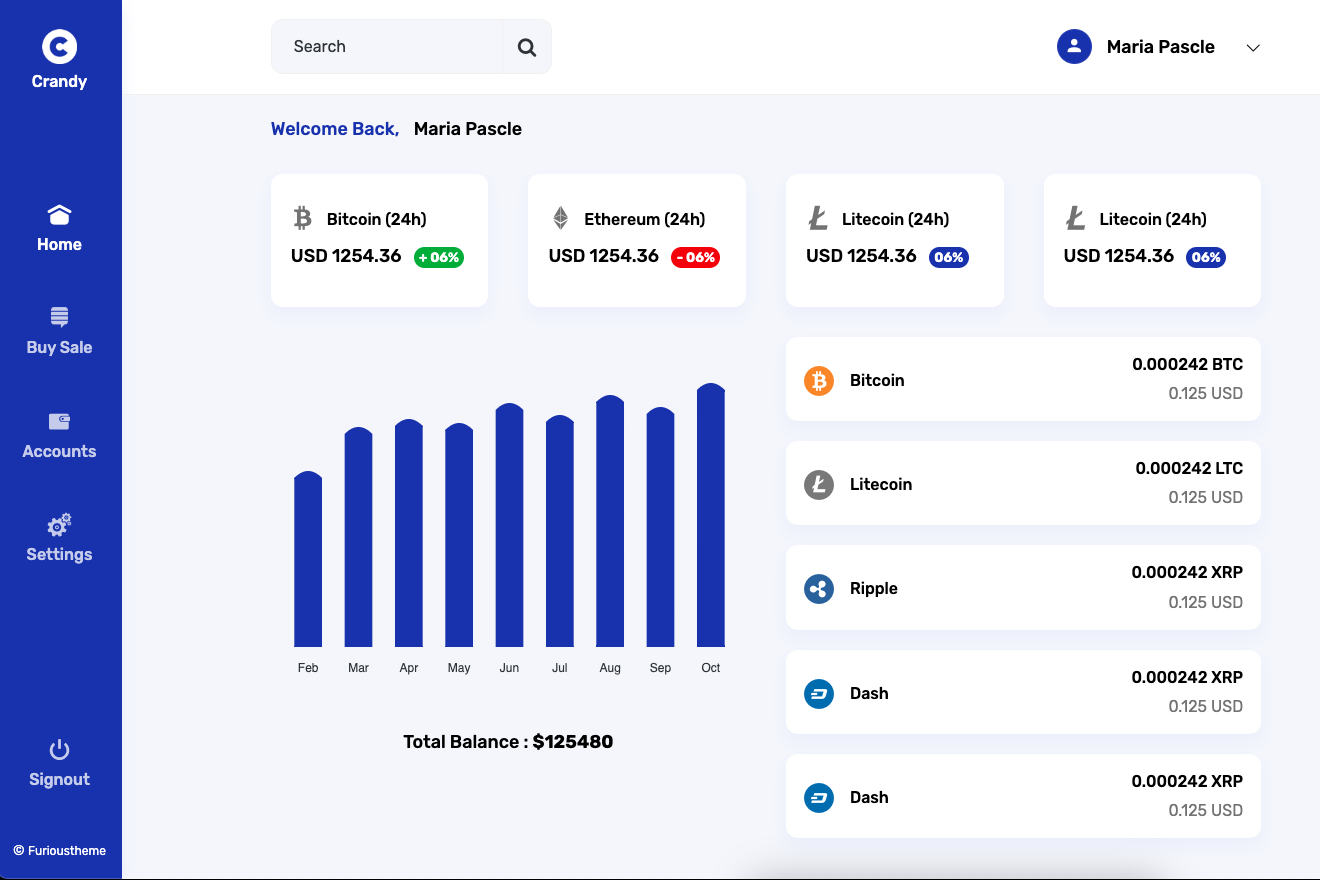 Crandy
Search
Maria Pascle
Welcome Back, Maria Pascle
Home
Buy Sale
Accounts
Settings
Signout
© Furioustheme
Bitcoin (24h)
USD 1254.36 + 06%
Ethereum (24h)
USD 1254.36 - 06%
Litecoin (24h)
USD 1254.36 06%
Litecoin (24h)
USD 1254.36 06%
Feb Mar Apr May Jun Jul Aug Sep Oct
Total Balance : $125480
Bitcoin
0.000242 BTC
0.125 USD
Litecoin
0.000242 LTC
0.125 USD
Ripple
0.000242 XRP
0.125 USD
Dash
0.000242 XRP
0.125 USD
Dash
0.000242 XRP
0.125 USD